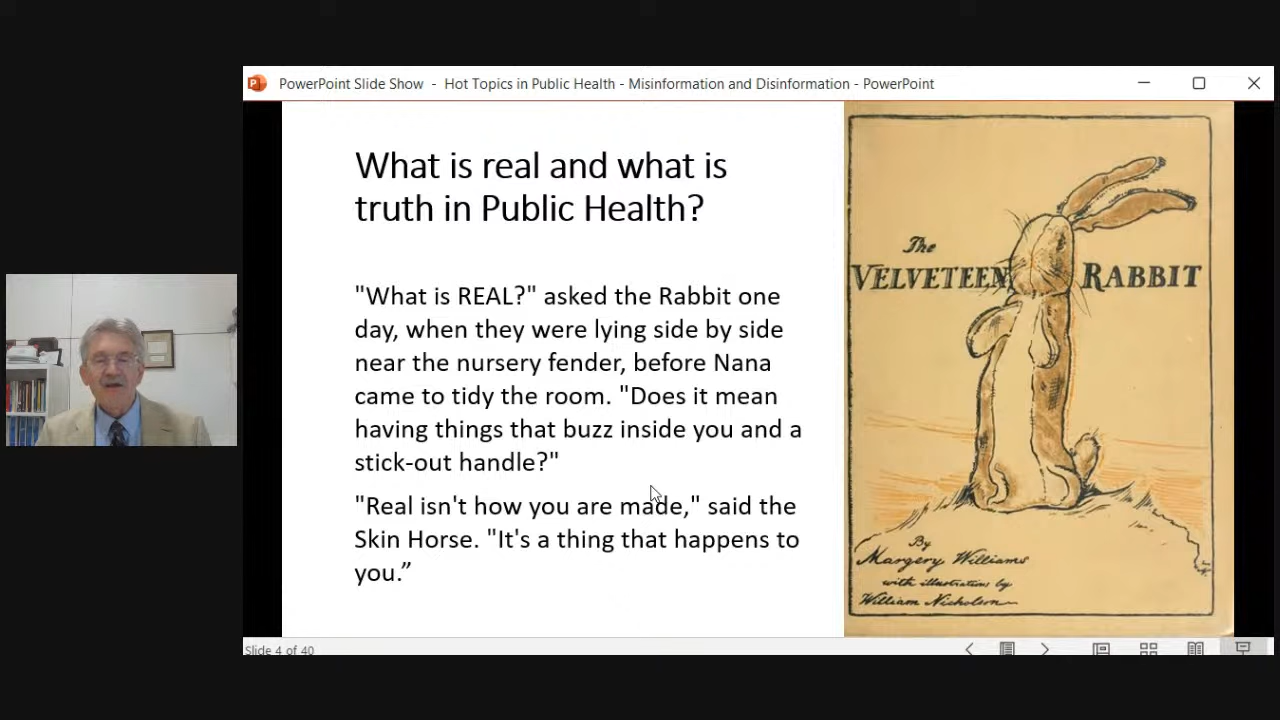 PowerPoint Slide Show - Hot Topics in Public Health - Misinformation and Disinformation - PowerPoint
What is real and what is
truth in Public Health?
"What is REAL?" asked the Rabbit one
day, when they were lying side by side
near the nursery fender, before Nana
came to tidy the room. "Does it mean
having things that buzz inside you and a
stick-out handle?"
"Real isn't how you are made," said the
Skin Horse. "It's a thing that happens to
you.”
The
VELVETEEN RABBIT
By
Margery Williams
with illustrations by
William Nicholson
Slide 4 of 40